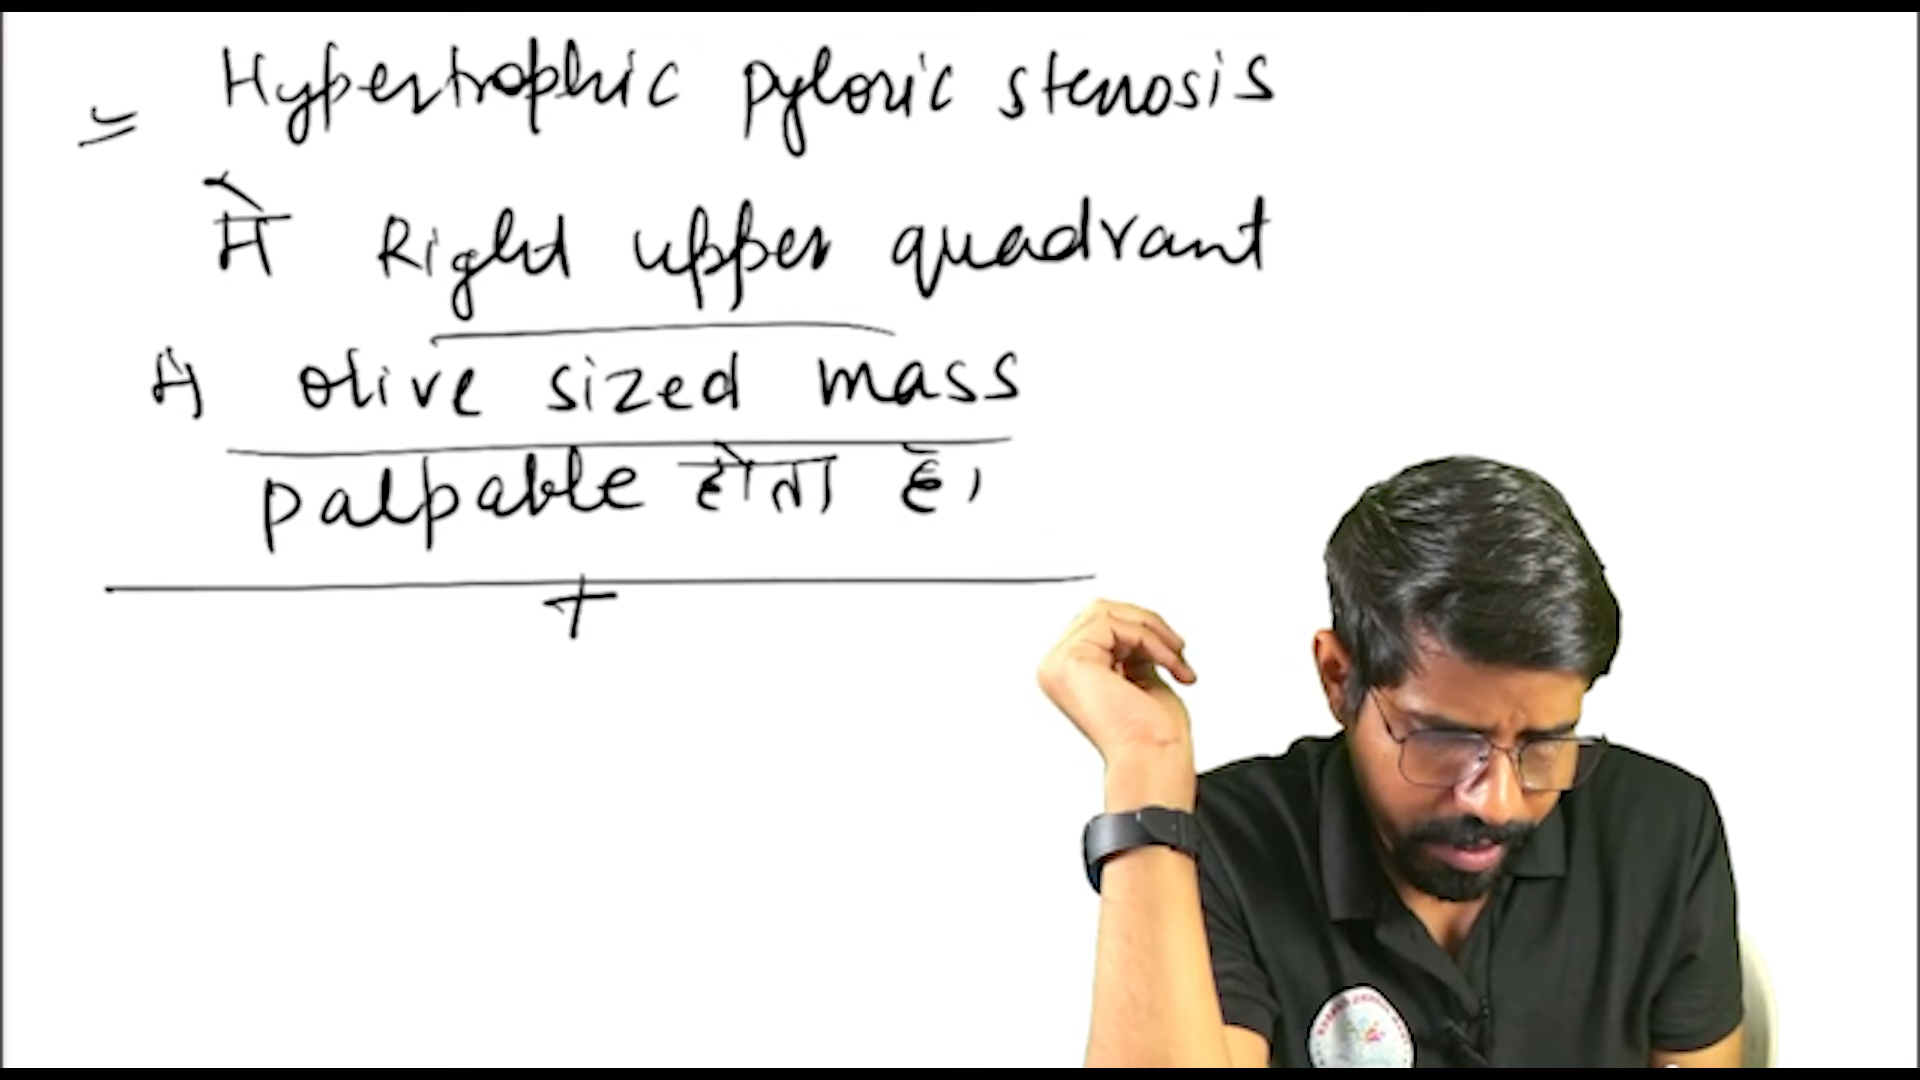 Hypertrophic pyloric stenosis
में Right upper quadrant
में olive sized mass
palpable होता है।